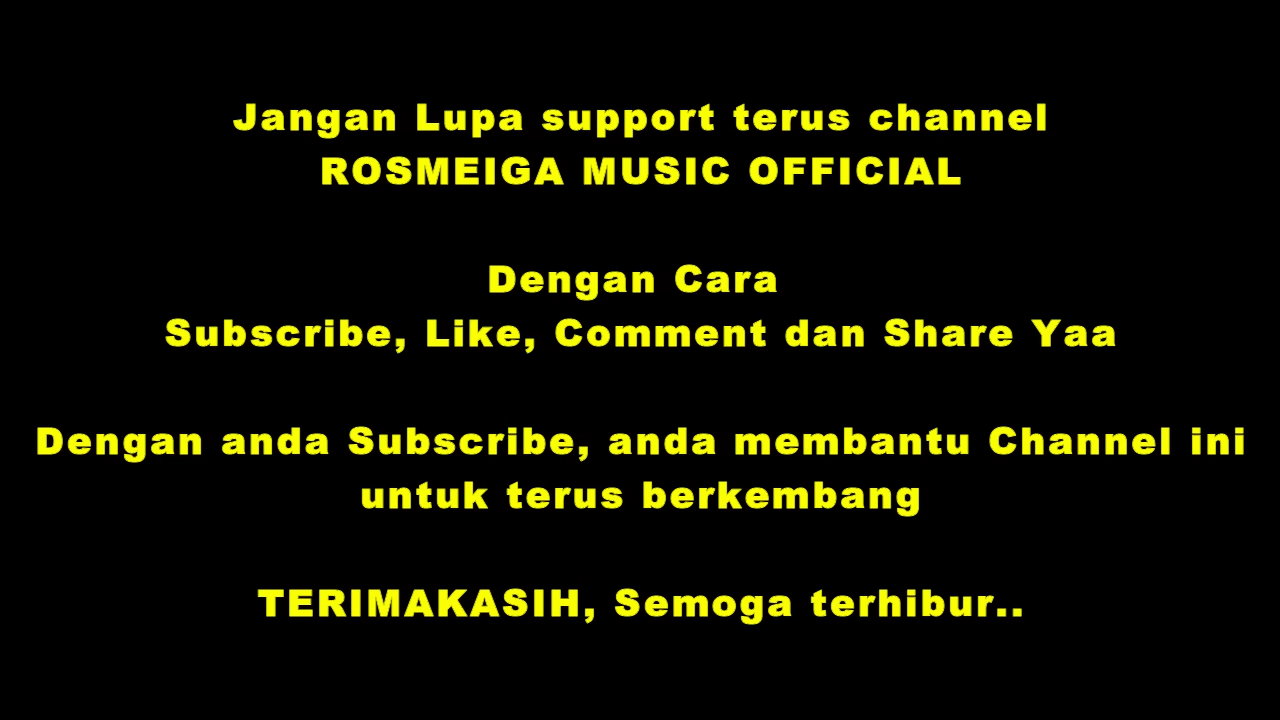 Jangan Lupa support terus channel
ROSMEIGA MUSIC OFFICIAL
Dengan Cara
Subscribe, Like, Comment dan Share Yaa
Dengan anda Subscribe, anda membantu Channel ini
untuk terus berkembang
TERIMAKASIH, Semoga terhibur..